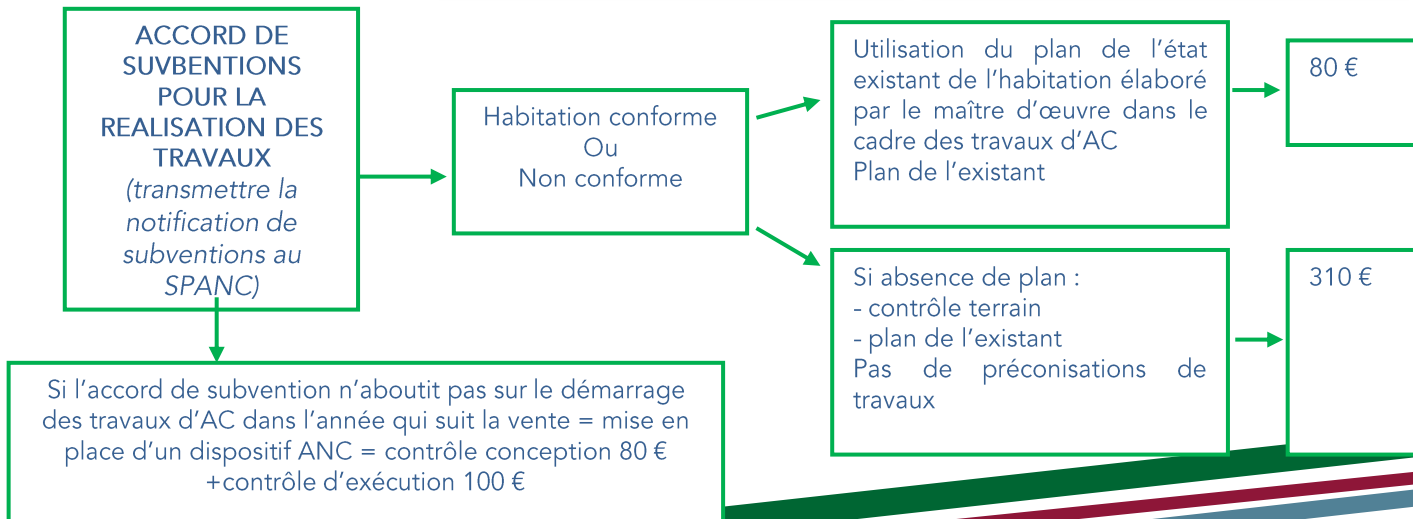 ACCORD DE
SUVBENTIONS
POUR LA
REALISATION DES
TRAVAUX
(transmettre la
notification de
subventions au
SPANC)
Habitation conforme
Ou
Non conforme
Utilisation du plan de l'état
existant de l'habitation élaboré
par le maître d'œuvre dans le
cadre des travaux d'AC
Plan de l'existant
80 €
Si absence de plan :
- contrôle terrain
- plan de l'existant
Pas de préconisations de
travaux
310 €
Si l'accord de subvention n'aboutit pas sur le démarrage
des travaux d'AC dans l'année qui suit la vente = mise en
place d'un dispositif ANC = contrôle conception 80 €
+contrôle d'exécution 100 €